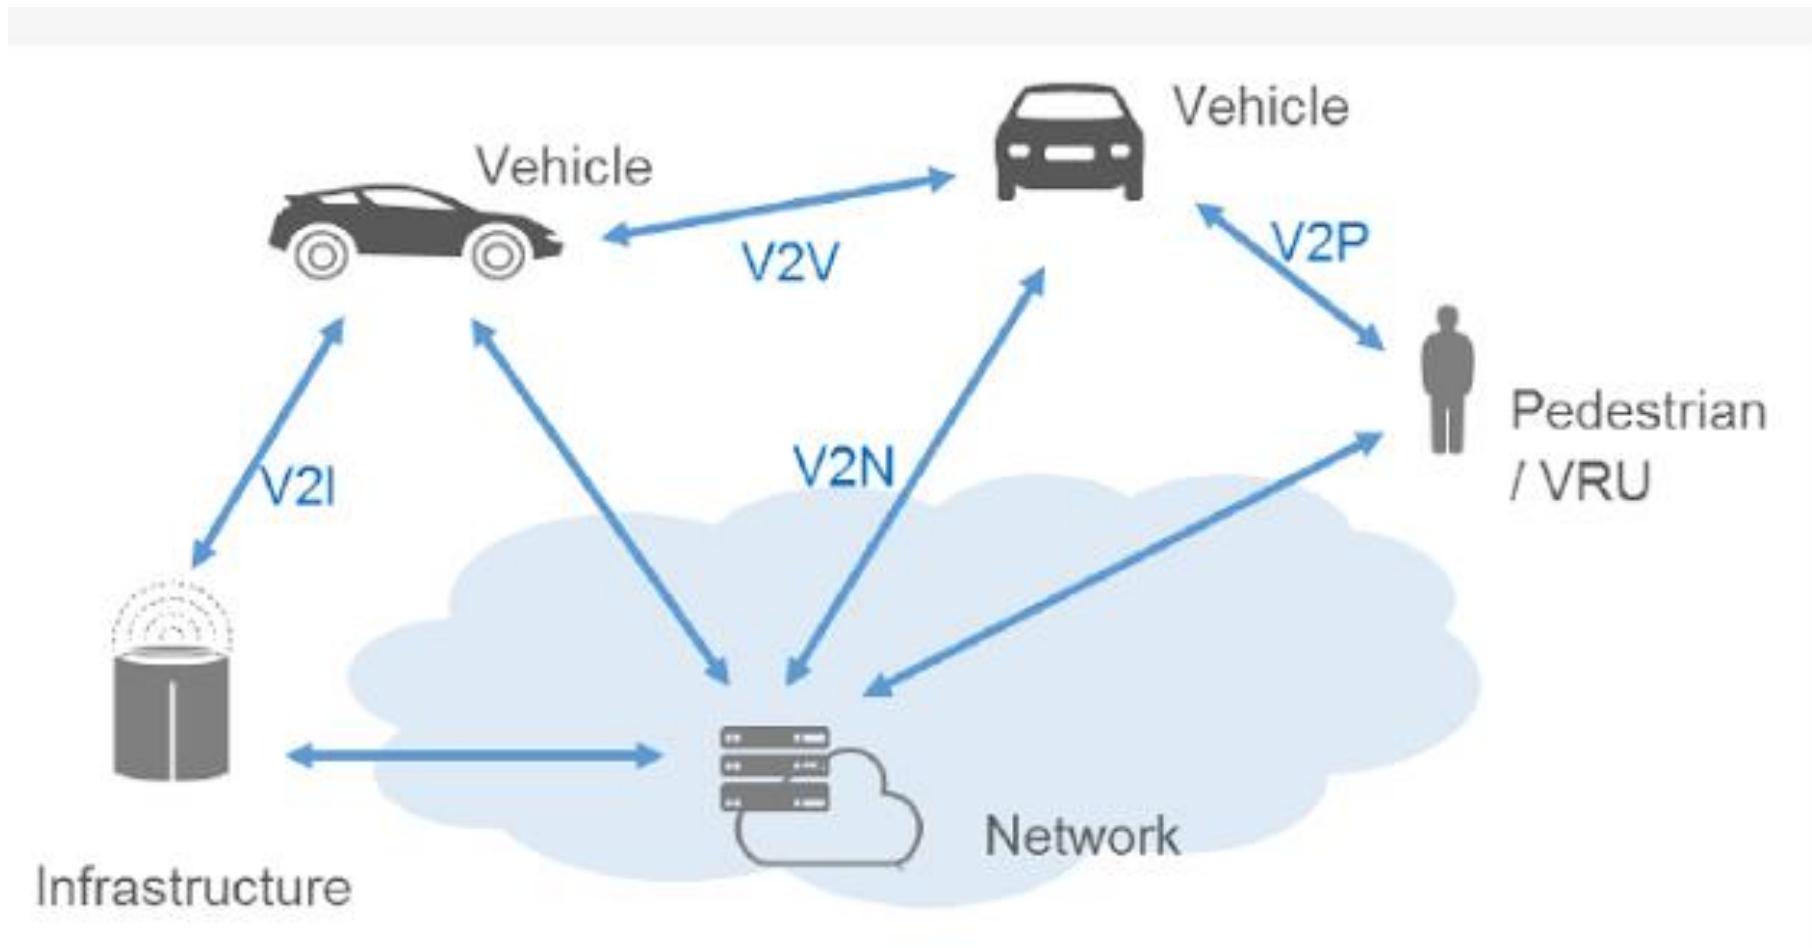 Vehicle
Vehicle
V2V
V2P
Pedestrian
/ VRU
V2N
V2I
Network
Infrastructure